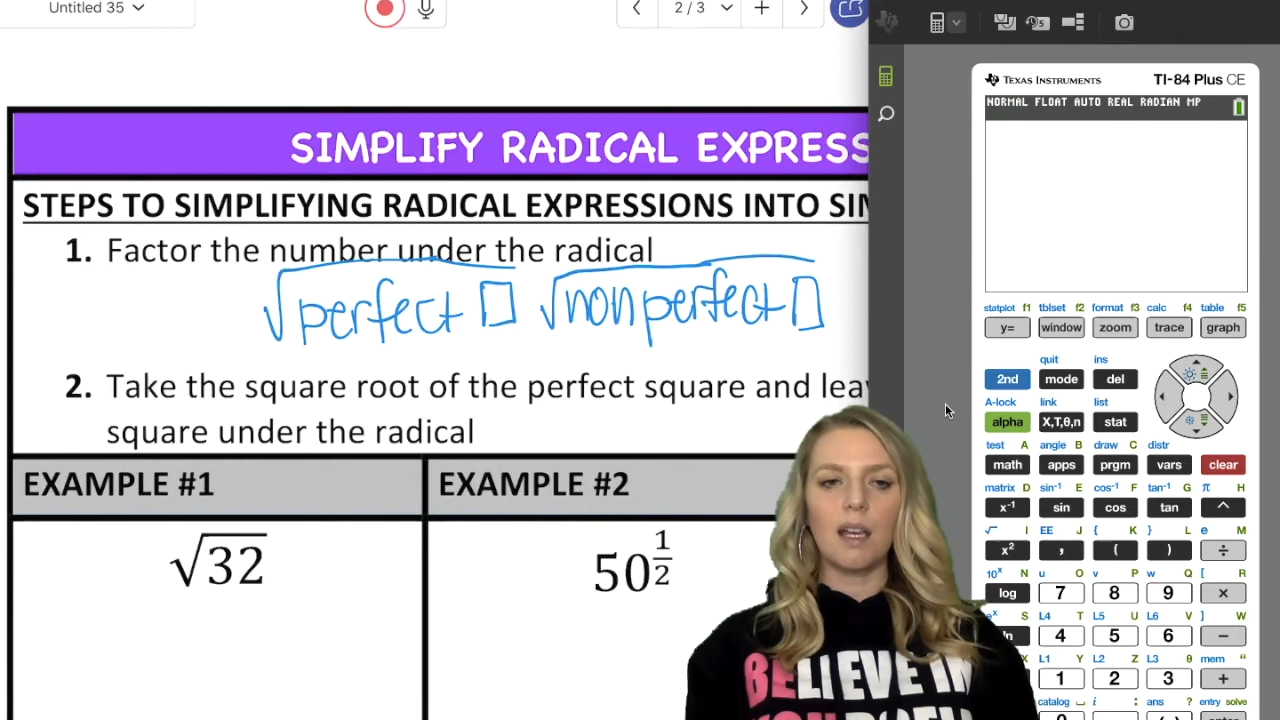 Untitled 35
2 / 3
SIMPLIFY RADICAL EXPRESS
STEPS TO SIMPLIFYING RADICAL EXPRESSIONS INTO SIM
1. Factor the number under the radical
√perfect □ √nonperfect □
2. Take the square root of the perfect square and leav
square under the radical
EXAMPLE #1
EXAMPLE #2
√32
50^(1/2)
BELIEVE IN
TEXAS INSTRUMENTS TI-84 Plus CE
NORMAL FLOAT AUTO REAL RADIAN MP
statplot f1 tblset f2 format f3 calc f4 table f5
y= window zoom trace graph
quit ins
2nd mode del
A-lock link list
alpha X,T,θ,n stat
test A angle B draw C distr
math apps prgm vars clear
matrix D sin⁻¹ E cos⁻¹ F tan⁻¹ G π H
x⁻¹ sin cos tan ^
√ I EE J { K } L e M
x² , ( ) ÷
10ˣ N u O v P w Q [ R
log 7 8 9 ×
eˣ S L4 T L5 U L6 V ] W
ln 4 5 6 −
X L1 Y L2 Z L3 θ mem “
1 2 3 +
catalog i : ans ? entry solve